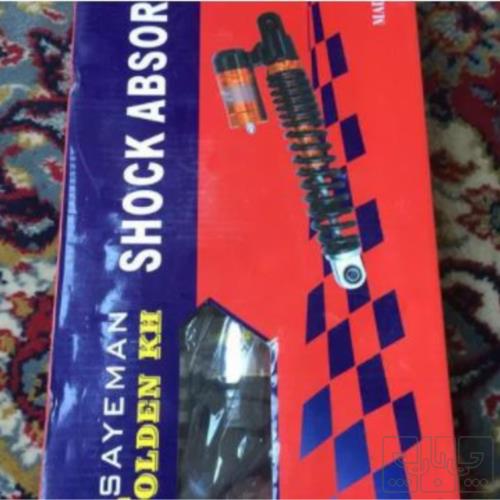 SHOCK ABSOR
SAYEMAN
OLDEN KH